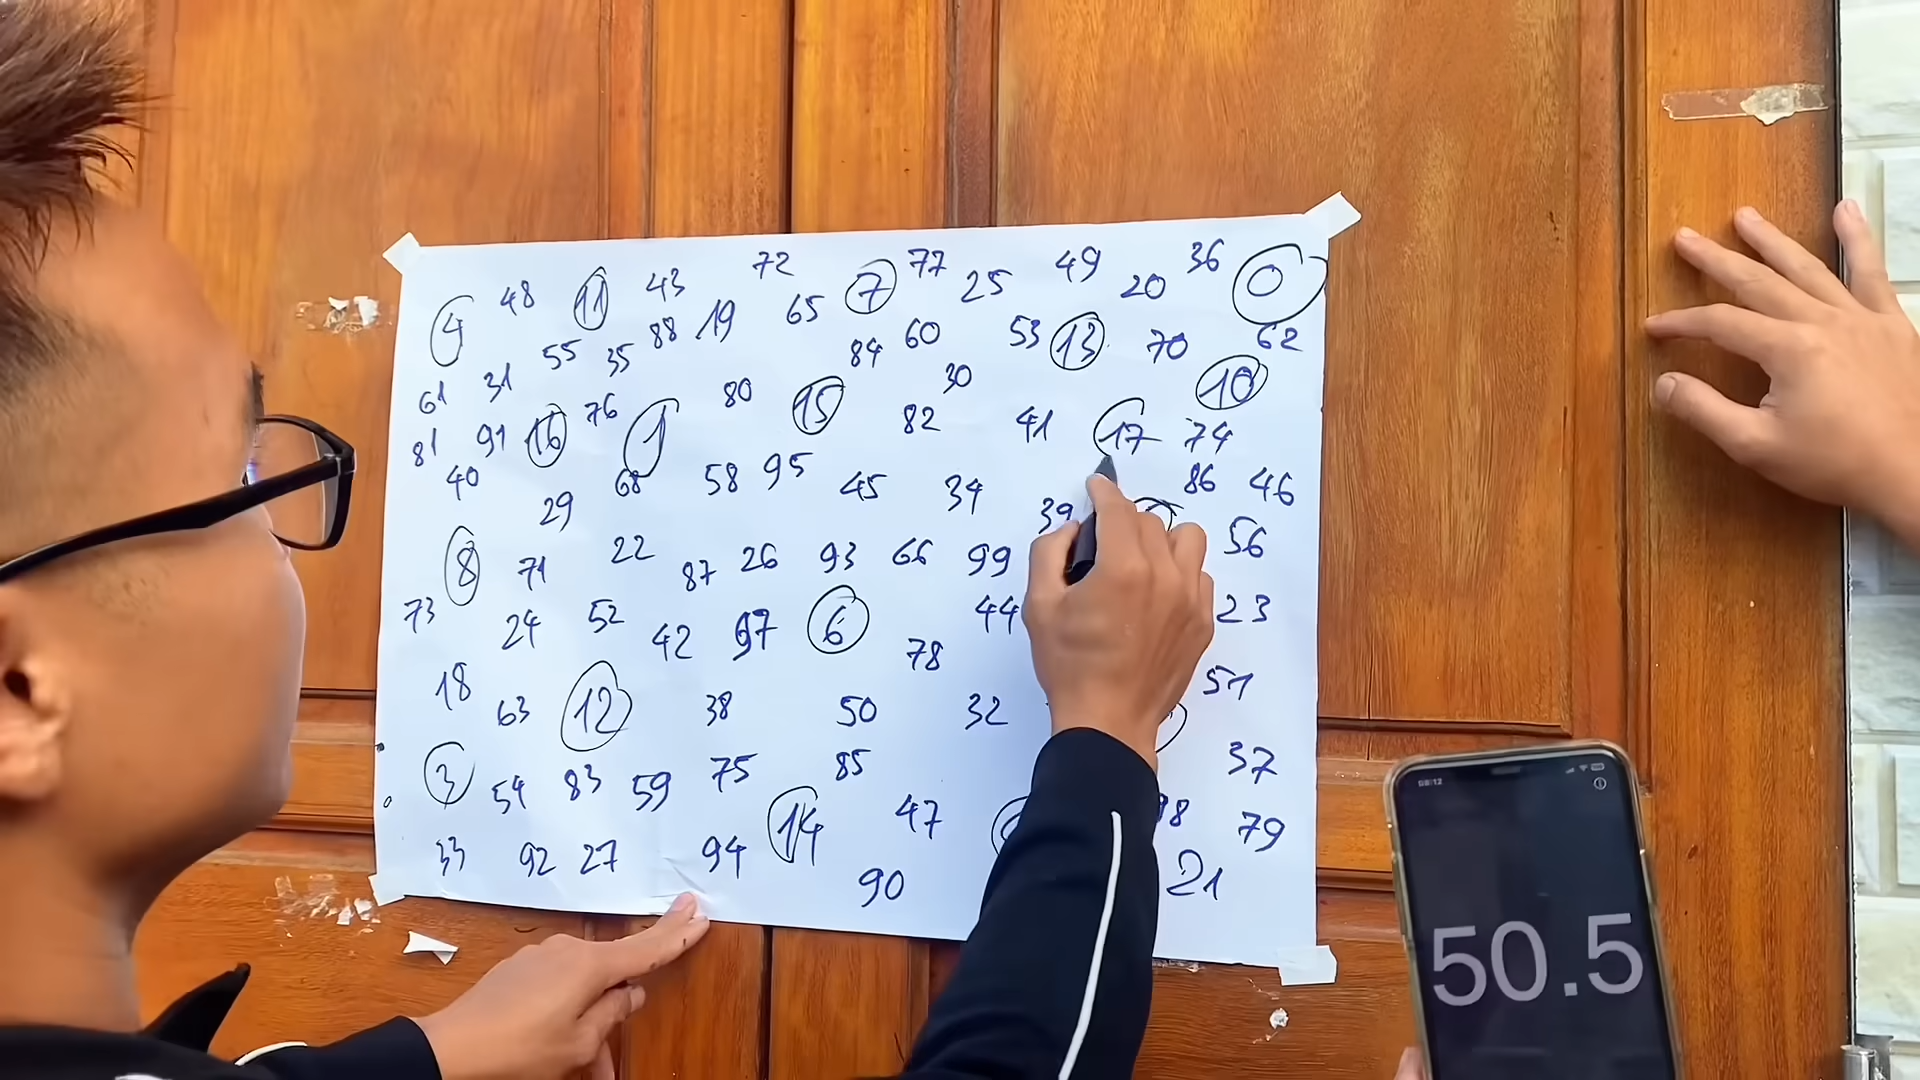 72 77 49 36
4 48 11 43 19 65 7 25 20 0
55 35 88 84 60 53 13 70 62
61 31 80 15 30 10
81 91 16 76 1 82 41 17 74
40 29 68 58 95 45 34 39 86 46
8 71 22 87 26 93 66 99 56
73 24 52 42 97 6 78 44 23
18 63 12 38 50 32 51
3 54 83 59 75 85 37
33 92 27 94 14 47 79
90 21
08:12
50.5